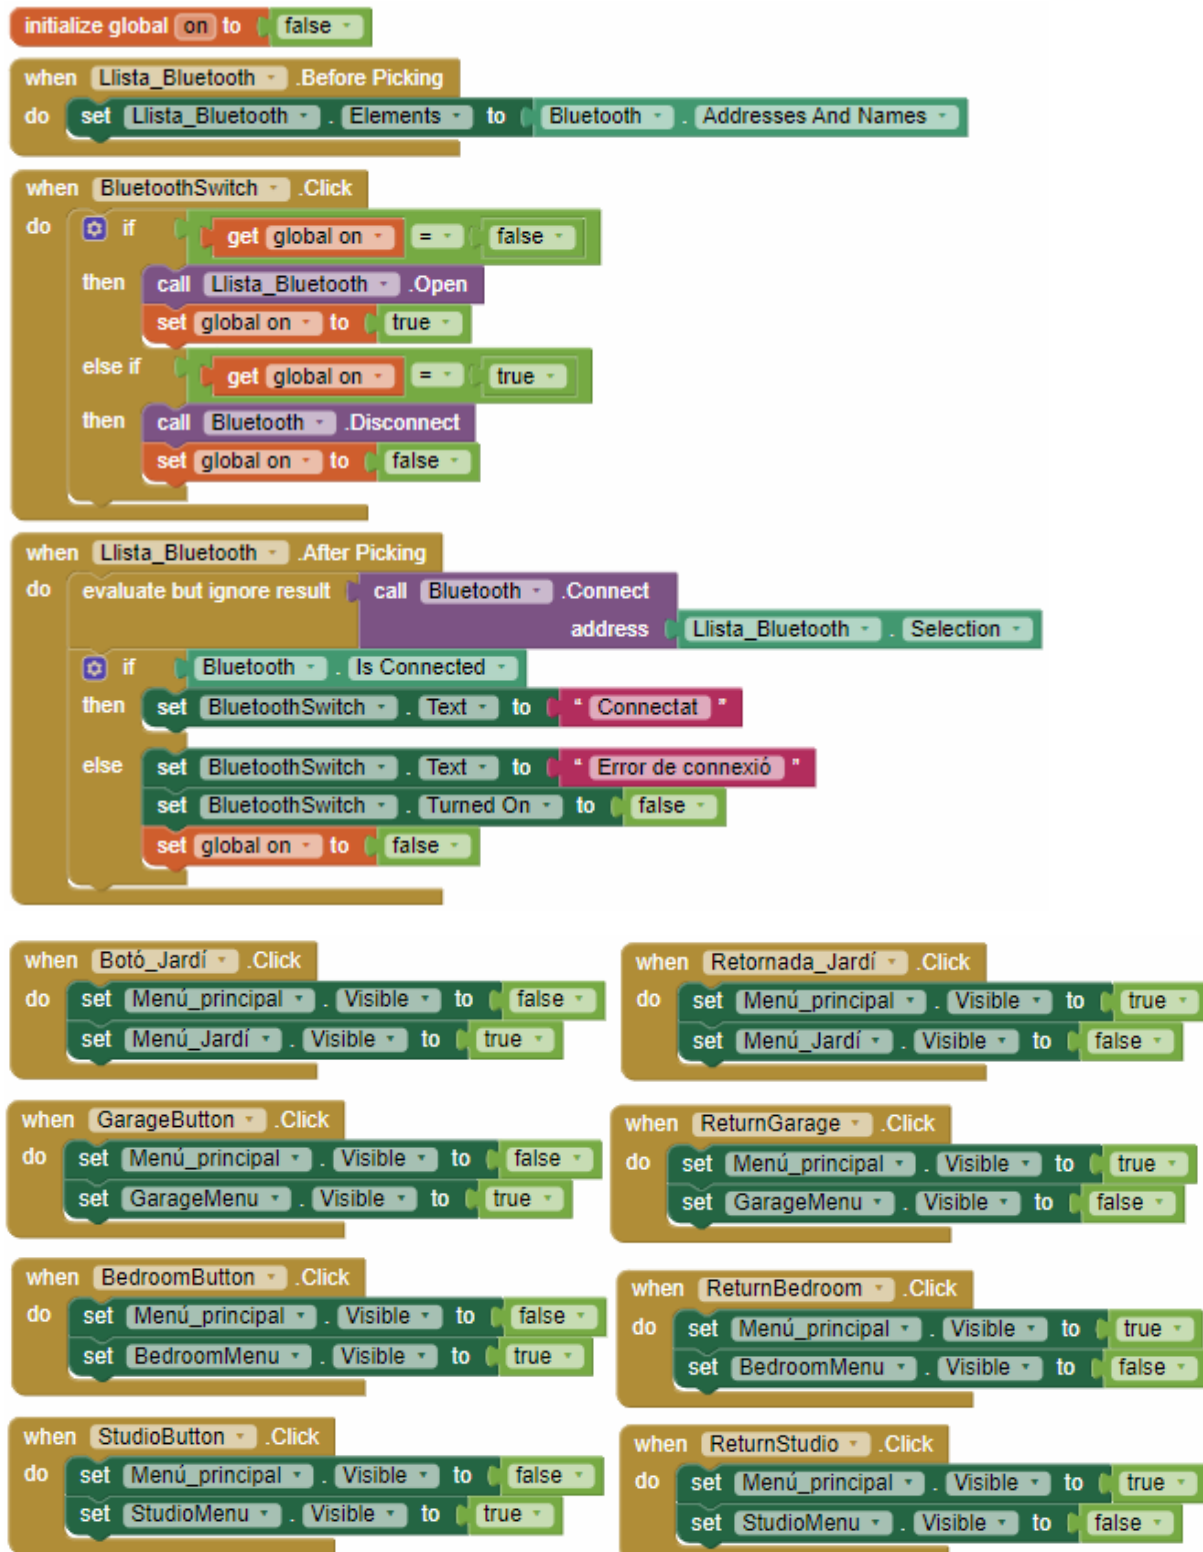 initialize global on to false
when Llista_Bluetooth .Before Picking
do set Llista_Bluetooth . Elements to Bluetooth . Addresses And Names
when BluetoothSwitch .Click
do if get global on = false
then call Llista_Bluetooth .Open
set global on to true
else if get global on = true
then call Bluetooth .Disconnect
set global on to false
when Llista_Bluetooth .After Picking
do evaluate but ignore result call Bluetooth .Connect
address Llista_Bluetooth . Selection
if Bluetooth . Is Connected
then set BluetoothSwitch . Text to " Connectat "
else set BluetoothSwitch . Text to " Error de connexió "
set BluetoothSwitch . Turned On to false
set global on to false
when Botó_Jardí .Click
do set Menú_principal . Visible to false
set Menú_Jardí . Visible to true
when Retornada_Jardí .Click
do set Menú_principal . Visible to true
set Menú_Jardí . Visible to false
when GarageButton .Click
do set Menú_principal . Visible to false
set GarageMenu . Visible to true
when ReturnGarage .Click
do set Menú_principal . Visible to true
set GarageMenu . Visible to false
when BedroomButton .Click
do set Menú_principal . Visible to false
set BedroomMenu . Visible to true
when ReturnBedroom .Click
do set Menú_principal . Visible to true
set BedroomMenu . Visible to false
when StudioButton .Click
do set Menú_principal . Visible to false
set StudioMenu . Visible to true
when ReturnStudio .Click
do set Menú_principal . Visible to true
set StudioMenu . Visible to false